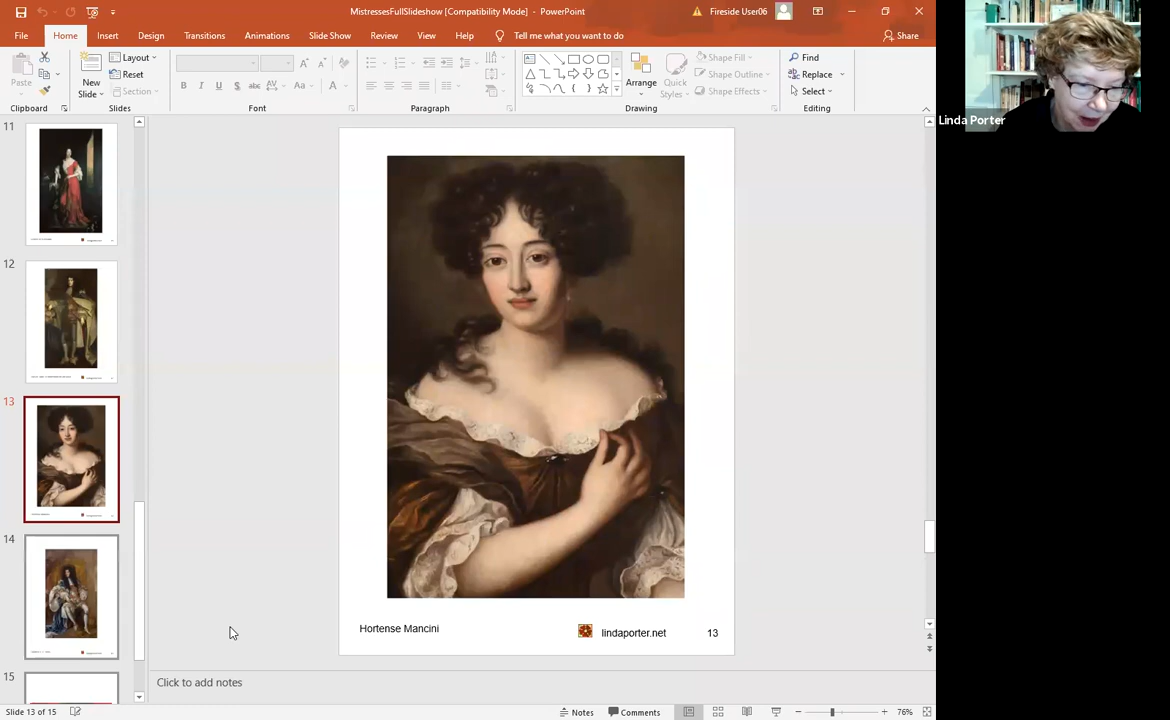 MistressesFullSlideshow [Compatibility Mode] - PowerPoint
Fireside User06
File Home Insert Design Transitions Animations Slide Show Review View Help Tell me what you want to do Share
Paste
New Slide
Layout
Reset
Section
B I U S abc AV Aa A
Arrange
Quick Styles
Shape Fill
Shape Outline
Shape Effects
Find
Replace
Select
Clipboard Slides Font Paragraph Drawing Editing
Linda Porter
11
12
13
14
15
Hortense Mancini
lindaporter.net
13
Click to add notes
Slide 13 of 15
Notes Comments
76%